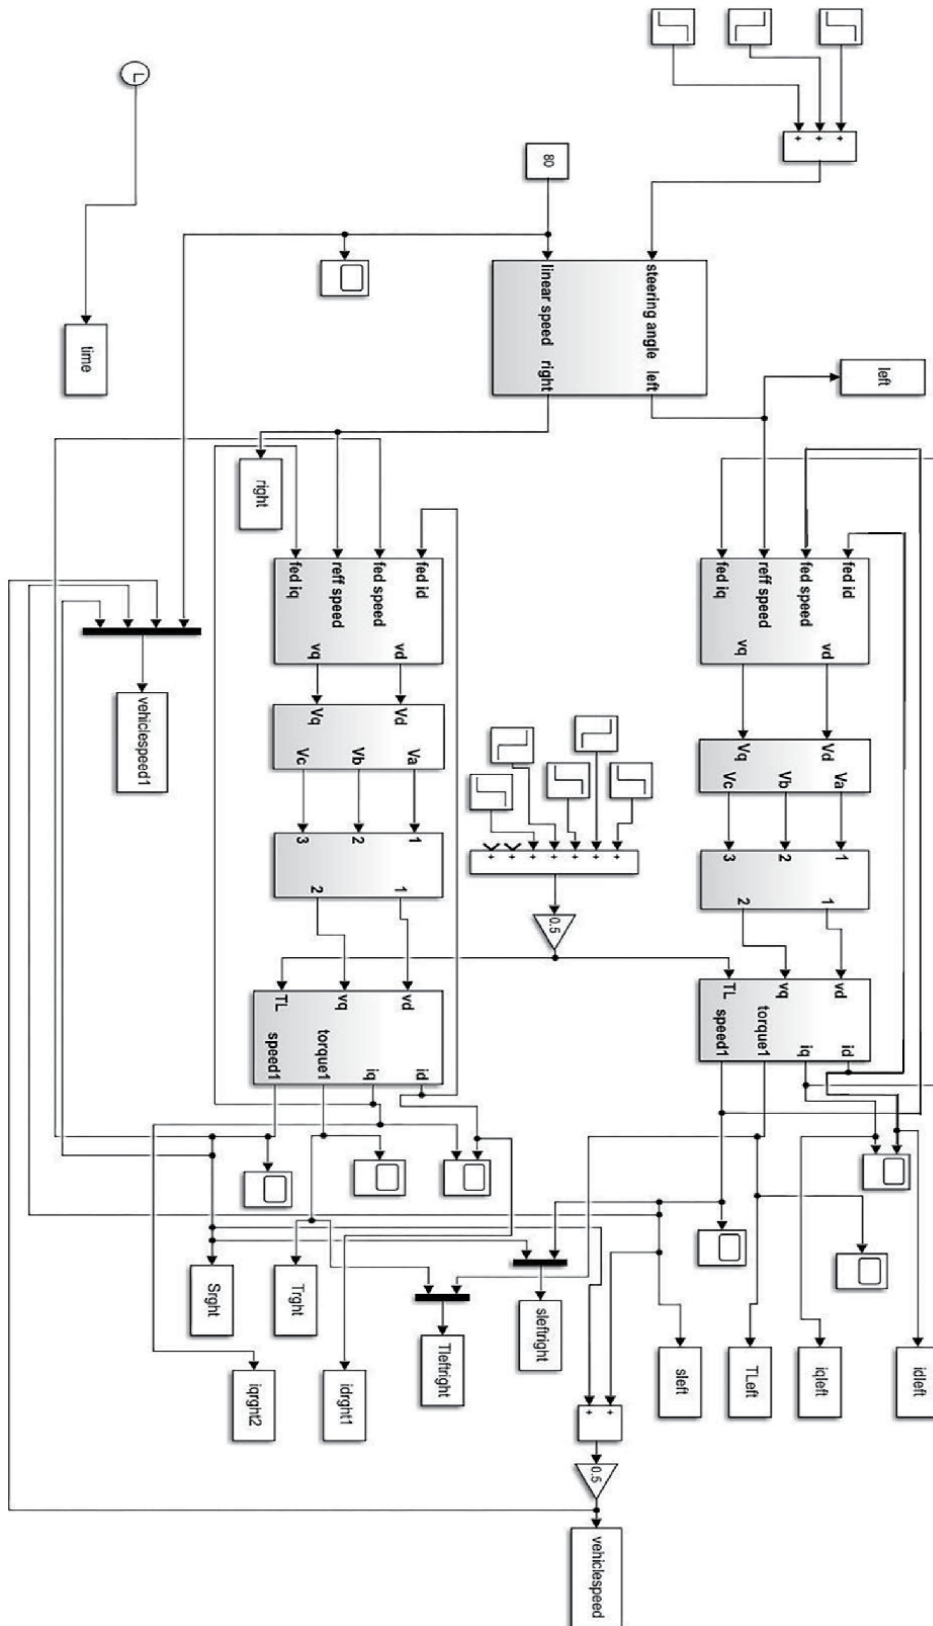 +
+
+
80
steering angle
left
linear speed
right
left
right
time
fed id
fed speed
reff speed
fed iq
vd
vq
Vd
Vq
Va
Vb
Vc
1
2
3
1
2
vd
vq
TL
id
iq
torque1
speed1
idleft
iqleft
TLeft
sleft
+
+
+
+
+
+
+
0.5
sleftright
Tleftright
+
+
0.5
vehiclespeed
fed id
fed speed
reff speed
fed iq
vd
vq
Vd
Vq
Va
Vb
Vc
1
2
3
1
2
vd
vq
TL
id
iq
torque1
speed1
idrght1
Trght
iqrght2
Srght
vehiclespeed1